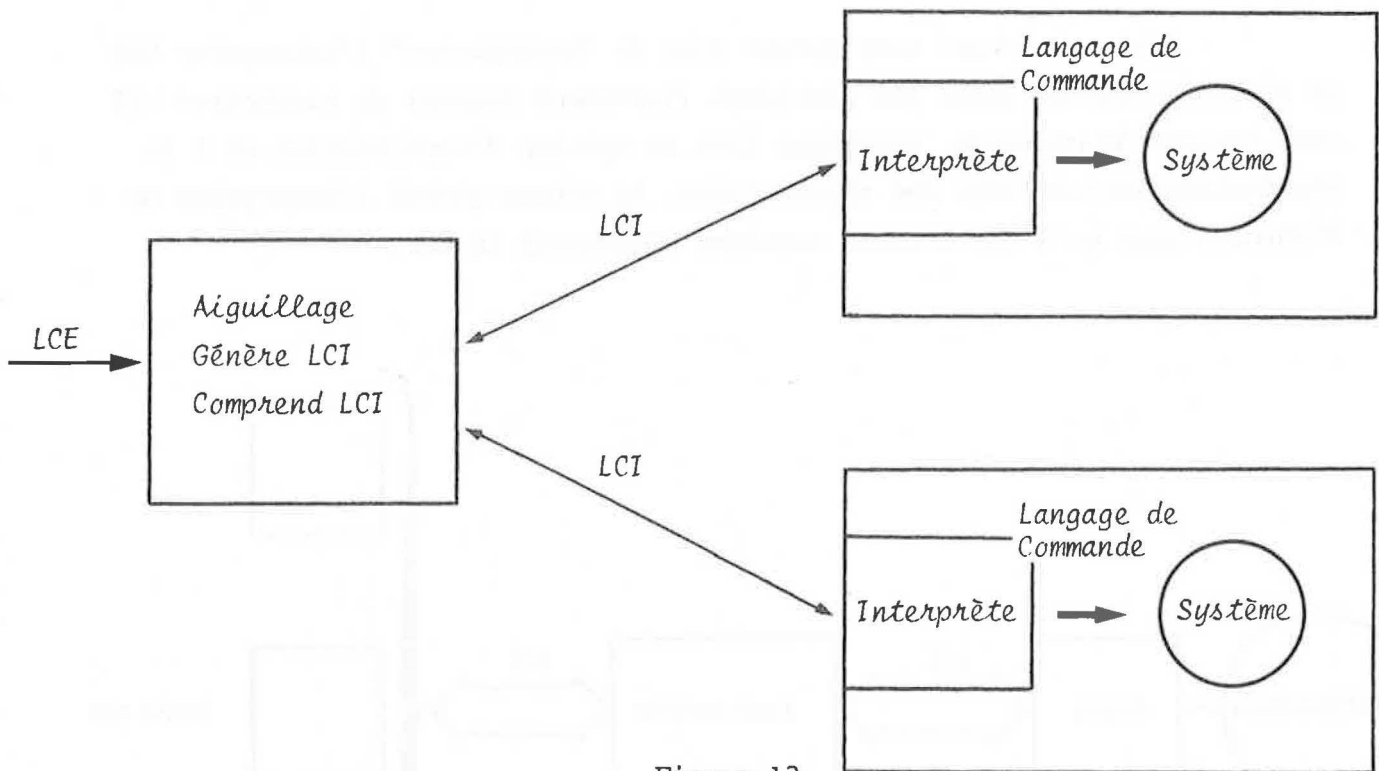 Langage de
Commande
Interprète
Système
LCI
LCE
Aiguillage
Génère LCI
Comprend LCI
LCI
Langage de
Commande
Interprète
Système